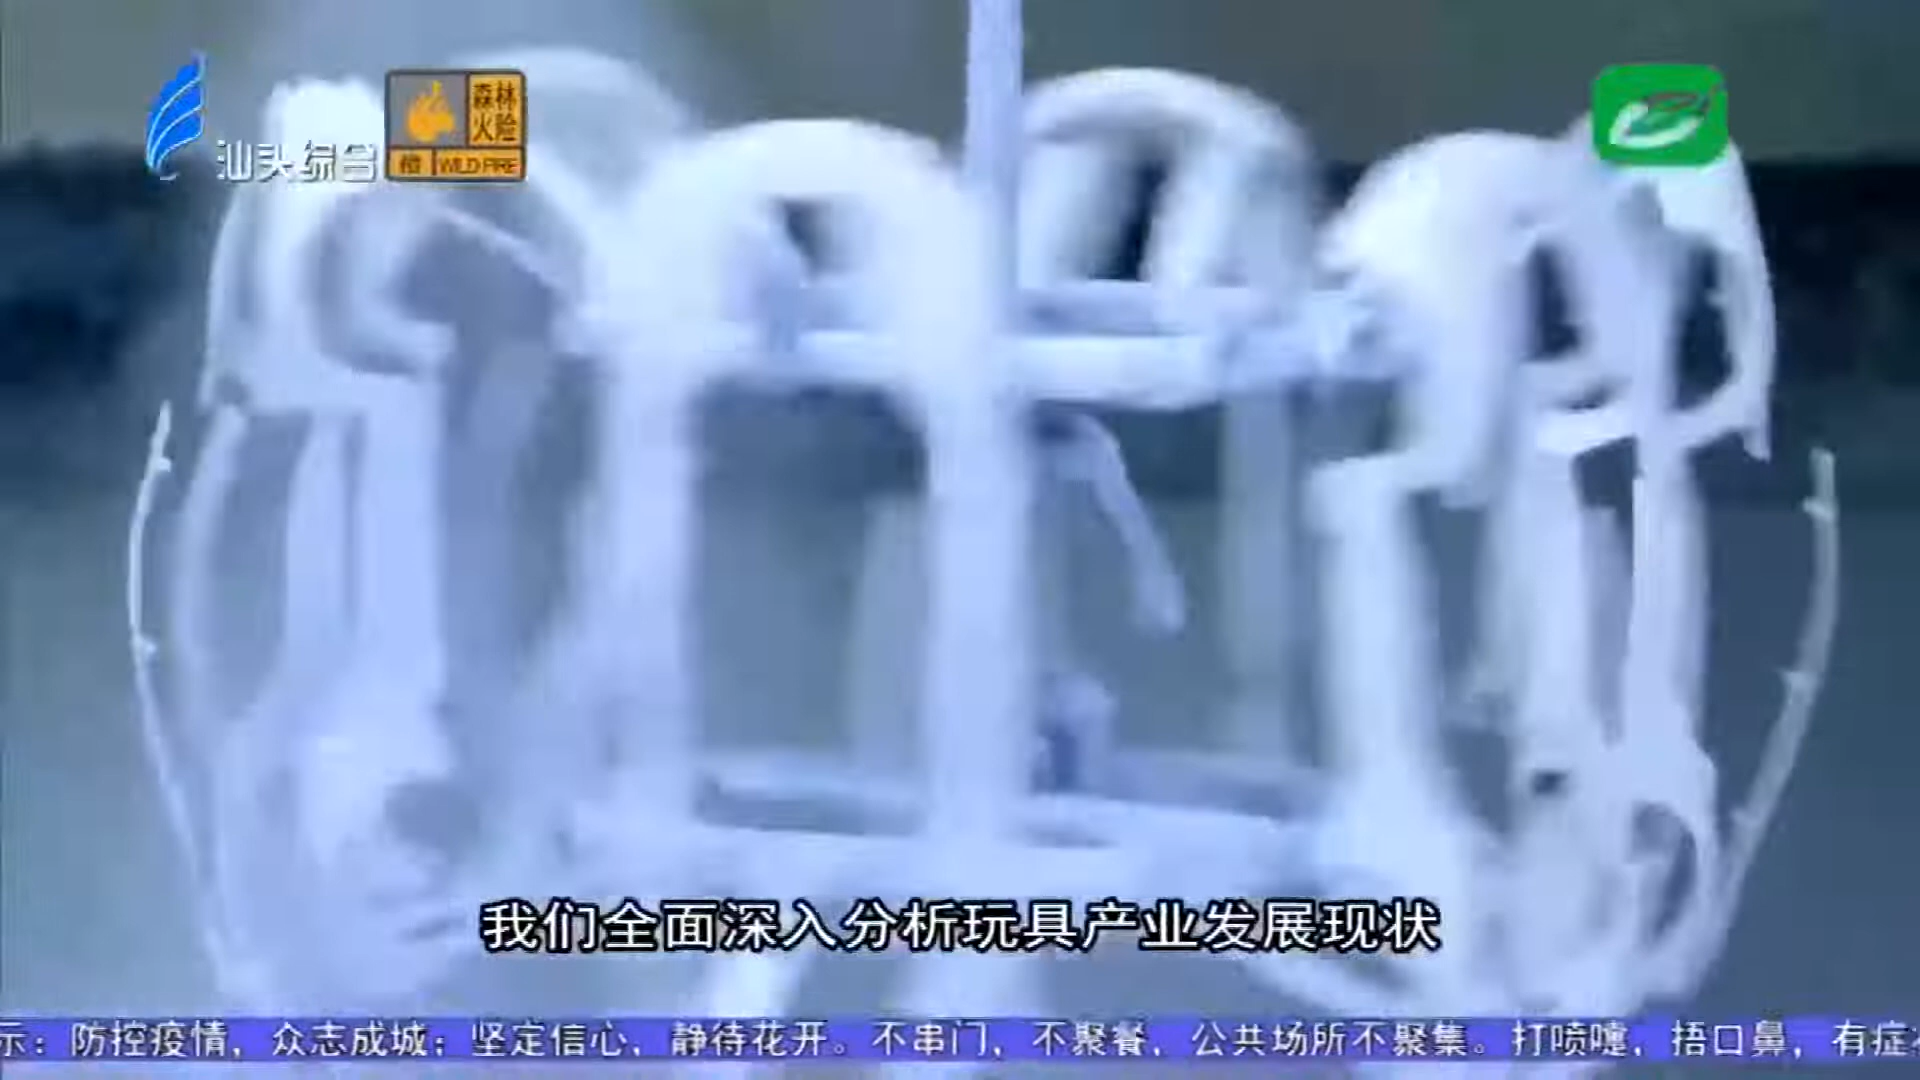 汕头综合
森林
火险
橙 WILD FIRE
我们全面深入分析玩具产业发展现状
示：防控疫情，众志成城；坚定信心，静待花开。不串门，不聚餐，公共场所不聚集。打喷嚏，捂口鼻，有症